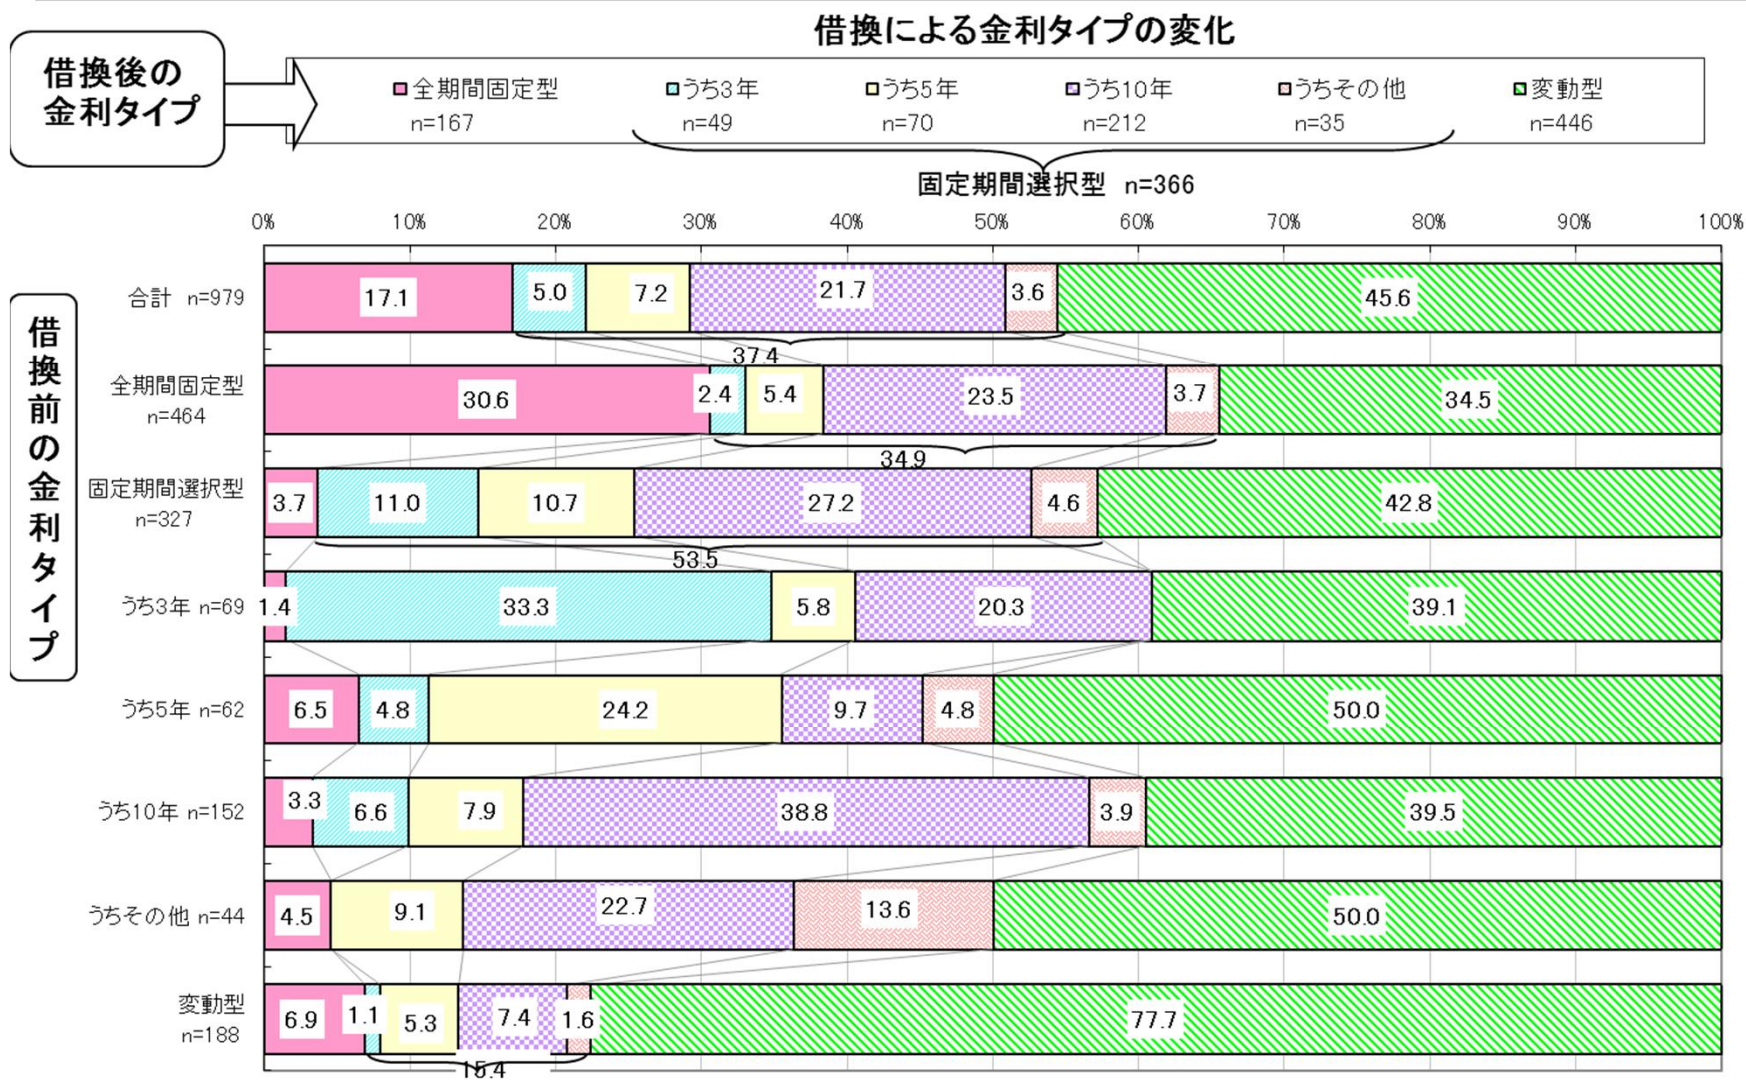 借換による金利タイプの変化
借換後の
金利タイプ
全期間固定型 うち3年 うち5年 うち10年 うちその他 変動型
n=167 n=49 n=70 n=212 n=35 n=446
固定期間選択型 n=366
0% 10% 20% 30% 40% 50% 60% 70% 80% 90% 100%
借換前の金利タイプ
合計 n=979
17.1 5.0 7.2 21.7 3.6 45.6
37.4
全期間固定型
n=464
30.6 2.4 5.4 23.5 3.7 34.5
34.9
固定期間選択型
n=327
3.7 11.0 10.7 27.2 4.6 42.8
53.5
うち3年 n=69
1.4 33.3 5.8 20.3 39.1
うち5年 n=62
6.5 4.8 24.2 9.7 4.8 50.0
うち10年 n=152
3.3 6.6 7.9 38.8 3.9 39.5
うちその他 n=44
4.5 9.1 22.7 13.6 50.0
変動型
n=188
6.9 1.1 5.3 7.4 1.6 77.7
15.4